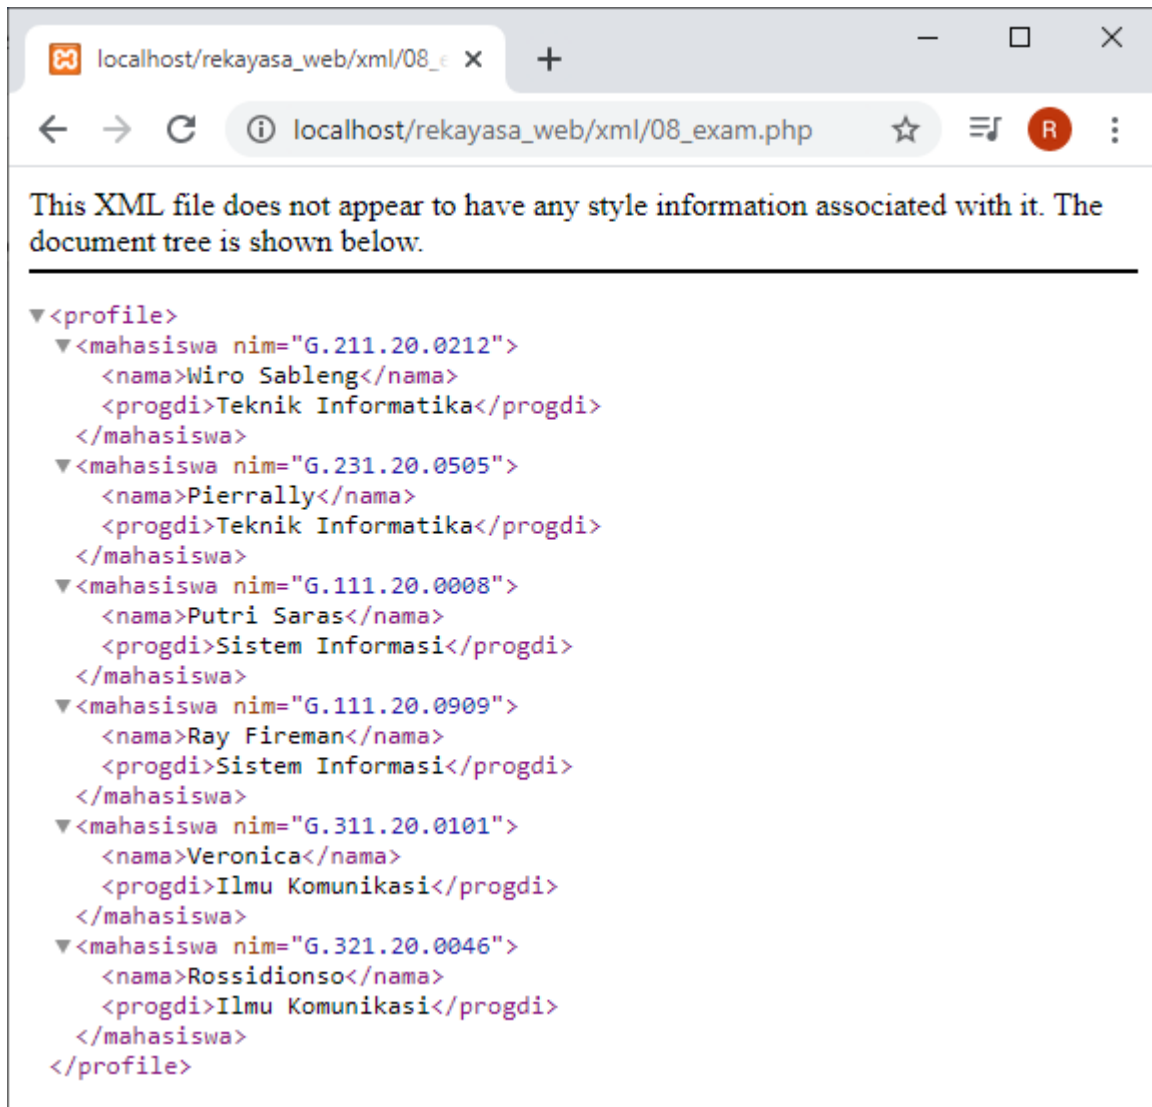 localhost/rekayasa_web/xml/08_e
localhost/rekayasa_web/xml/08_exam.php
R
This XML file does not appear to have any style information associated with it. The
document tree is shown below.
▼<profile>
▼<mahasiswa nim="G.211.20.0212">
<nama>Wiro Sableng</nama>
<progdi>Teknik Informatika</progdi>
</mahasiswa>
▼<mahasiswa nim="G.231.20.0505">
<nama>Pierrally</nama>
<progdi>Teknik Informatika</progdi>
</mahasiswa>
▼<mahasiswa nim="G.111.20.0008">
<nama>Putri Saras</nama>
<progdi>Sistem Informasi</progdi>
</mahasiswa>
▼<mahasiswa nim="G.111.20.0909">
<nama>Ray Fireman</nama>
<progdi>Sistem Informasi</progdi>
</mahasiswa>
▼<mahasiswa nim="G.311.20.0101">
<nama>Veronica</nama>
<progdi>Ilmu Komunikasi</progdi>
</mahasiswa>
▼<mahasiswa nim="G.321.20.0046">
<nama>Rossidionso</nama>
<progdi>Ilmu Komunikasi</progdi>
</mahasiswa>
</profile>